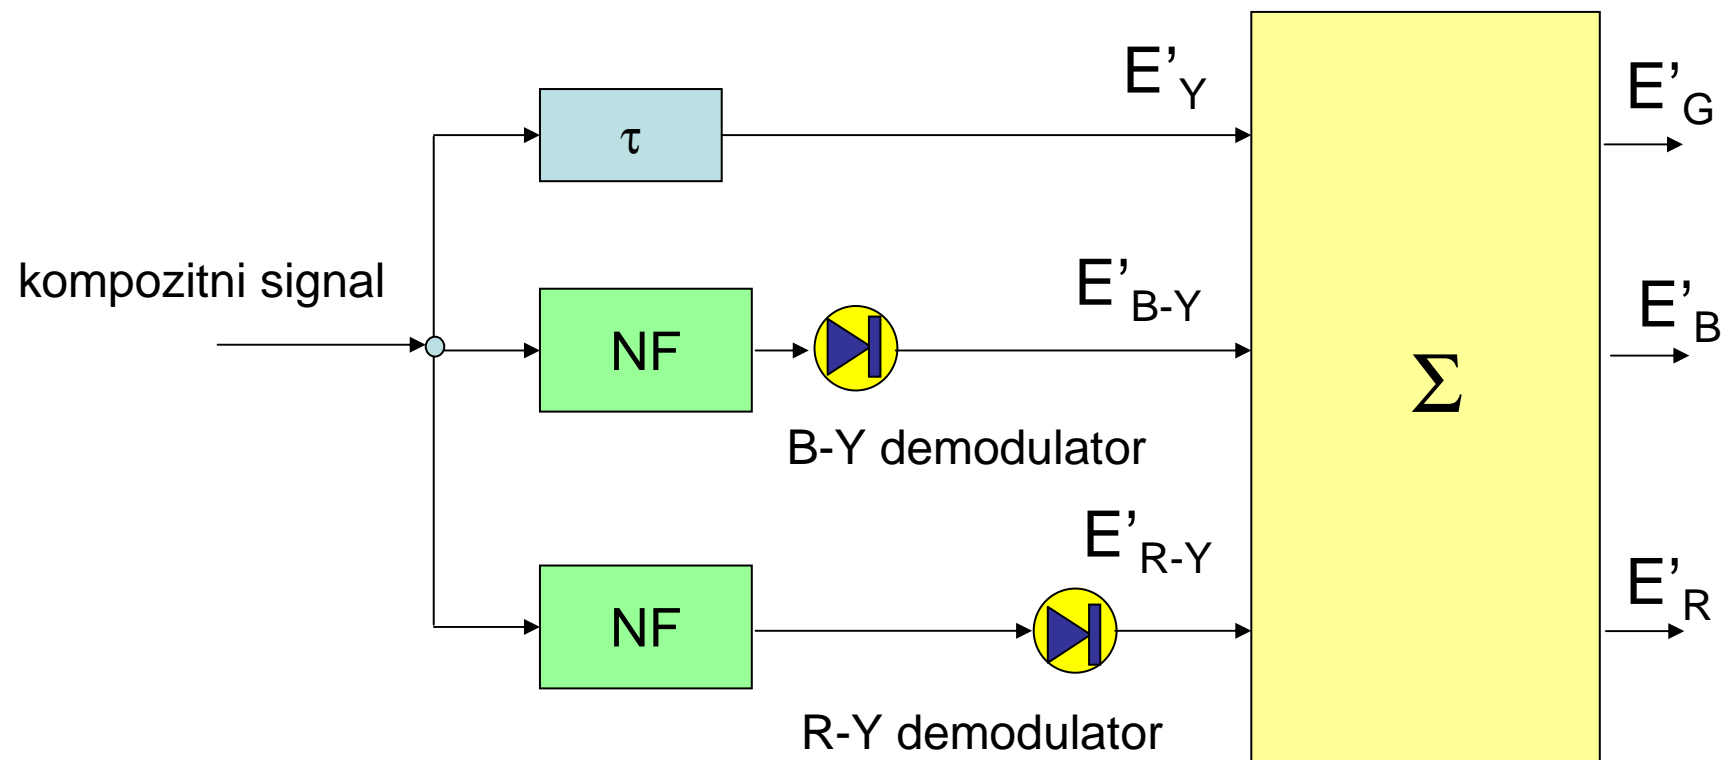 E’Y
E’G
τ
kompozitni signal
E’B-Y
E’B
NF
Σ
B-Y demodulator
E’R-Y
E’R
NF
R-Y demodulator